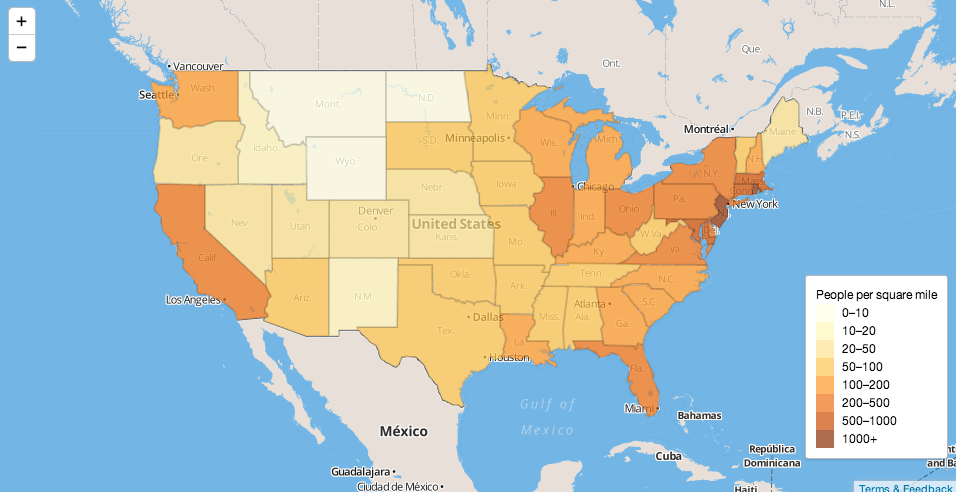 +
−
N.L.
Vancouver
Ont.
Que.
Seattle
Wash.
Mont.
N.D.
Minn.
N.B.
P.E.I.
N.S.
Montréal
Maine
Ore.
Idaho
S.D.
Minneapolis
Wis.
Mich.
N.H.
Wyo.
N.Y.
Mass.
Iowa
Chicago
Conn.
Nebr.
Pa.
New York
Ill.
Ind.
Ohio
N.J.
Nev.
Utah
Denver
Colo.
United States
Kans.
Mo.
W.Va.
Va.
Calif.
Ky.
Los Angeles
Ariz.
N.M.
Okla.
Ark.
Tenn.
N.C.
S.C.
Atlanta
Dallas
Miss.
Ala.
Ga.
Tex.
La.
Houston
Fla.
Miami
Bahamas
Gulf of
Mexico
México
Cuba
República
Dominicana
Haiti
Guadalajara
Ciudad de México
People per square mile
0–10
10–20
20–50
50–100
100–200
200–500
500–1000
1000+
and Ba
Terms & Feedback